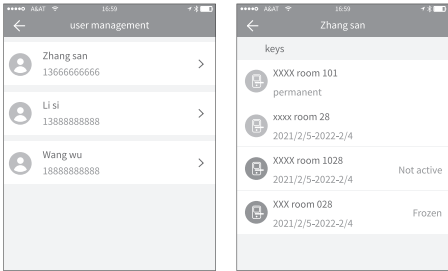 A&AT 16:59
user management
Zhang san
13666666666
Li si
13888888888
Wang wu
18888888888
A&AT 16:59
Zhang san
keys
XXXX room 101
permanent
xxxx room 28
2021/2/5-2022-2/4
XXXX room 1028
2021/2/5-2022-2/4
Not active
XXX room 028
2021/2/5-2022-2/4
Frozen